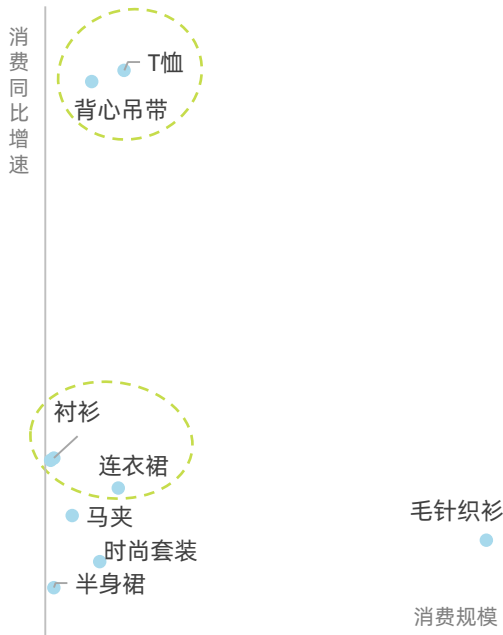 消费同比增速
T恤
背心吊带
衬衫
连衣裙
毛针织衫
马夹
时尚套装
半身裙
消费规模